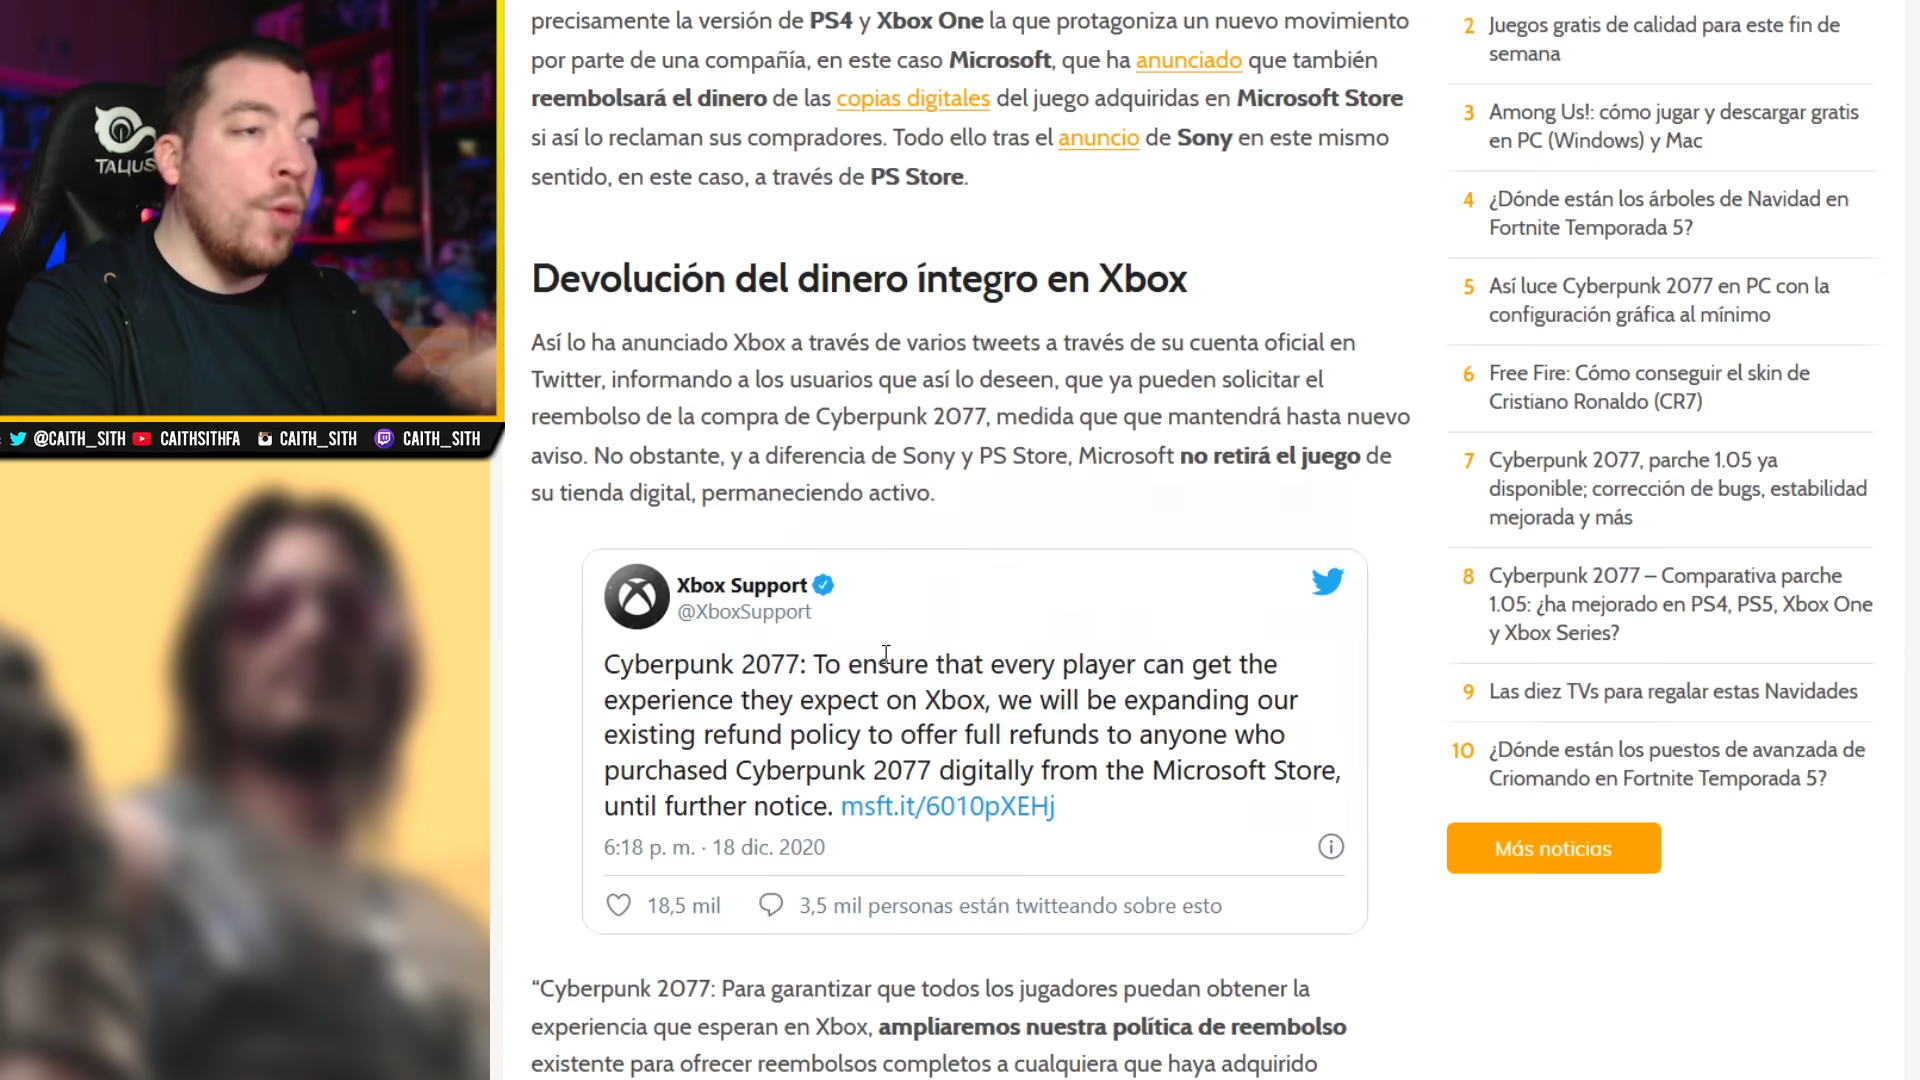 TALIUS
@CAITH_SITH CAITHSITHFA CAITH_SITH CAITH_SITH
precisamente la versión de PS4 y Xbox One la que protagoniza un nuevo movimiento
por parte de una compañía, en este caso Microsoft, que ha anunciado que también
reembolsará el dinero de las copias digitales del juego adquiridas en Microsoft Store
si así lo reclaman sus compradores. Todo ello tras el anuncio de Sony en este mismo
sentido, en este caso, a través de PS Store.
Devolución del dinero íntegro en Xbox
Así lo ha anunciado Xbox a través de varios tweets a través de su cuenta oficial en
Twitter, informando a los usuarios que así lo deseen, que ya pueden solicitar el
reembolso de la compra de Cyberpunk 2077, medida que que mantendrá hasta nuevo
aviso. No obstante, y a diferencia de Sony y PS Store, Microsoft no retirá el juego de
su tienda digital, permaneciendo activo.
Xbox Support
@XboxSupport
Cyberpunk 2077: To ensure that every player can get the
experience they expect on Xbox, we will be expanding our
existing refund policy to offer full refunds to anyone who
purchased Cyberpunk 2077 digitally from the Microsoft Store,
until further notice. msft.it/6010pXEHj
6:18 p. m. · 18 dic. 2020
18,5 mil 3,5 mil personas están twitteando sobre esto
“Cyberpunk 2077: Para garantizar que todos los jugadores puedan obtener la
experiencia que esperan en Xbox, ampliaremos nuestra política de reembolso
existente para ofrecer reembolsos completos a cualquiera que haya adquirido
2 Juegos gratis de calidad para este fin de
semana
3 Among Us!: cómo jugar y descargar gratis
en PC (Windows) y Mac
4 ¿Dónde están los árboles de Navidad en
Fortnite Temporada 5?
5 Así luce Cyberpunk 2077 en PC con la
configuración gráfica al mínimo
6 Free Fire: Cómo conseguir el skin de
Cristiano Ronaldo (CR7)
7 Cyberpunk 2077, parche 1.05 ya
disponible; corrección de bugs, estabilidad
mejorada y más
8 Cyberpunk 2077 – Comparativa parche
1.05: ¿ha mejorado en PS4, PS5, Xbox One
y Xbox Series?
9 Las diez TVs para regalar estas Navidades
10 ¿Dónde están los puestos de avanzada de
Criomando en Fortnite Temporada 5?
Más noticias